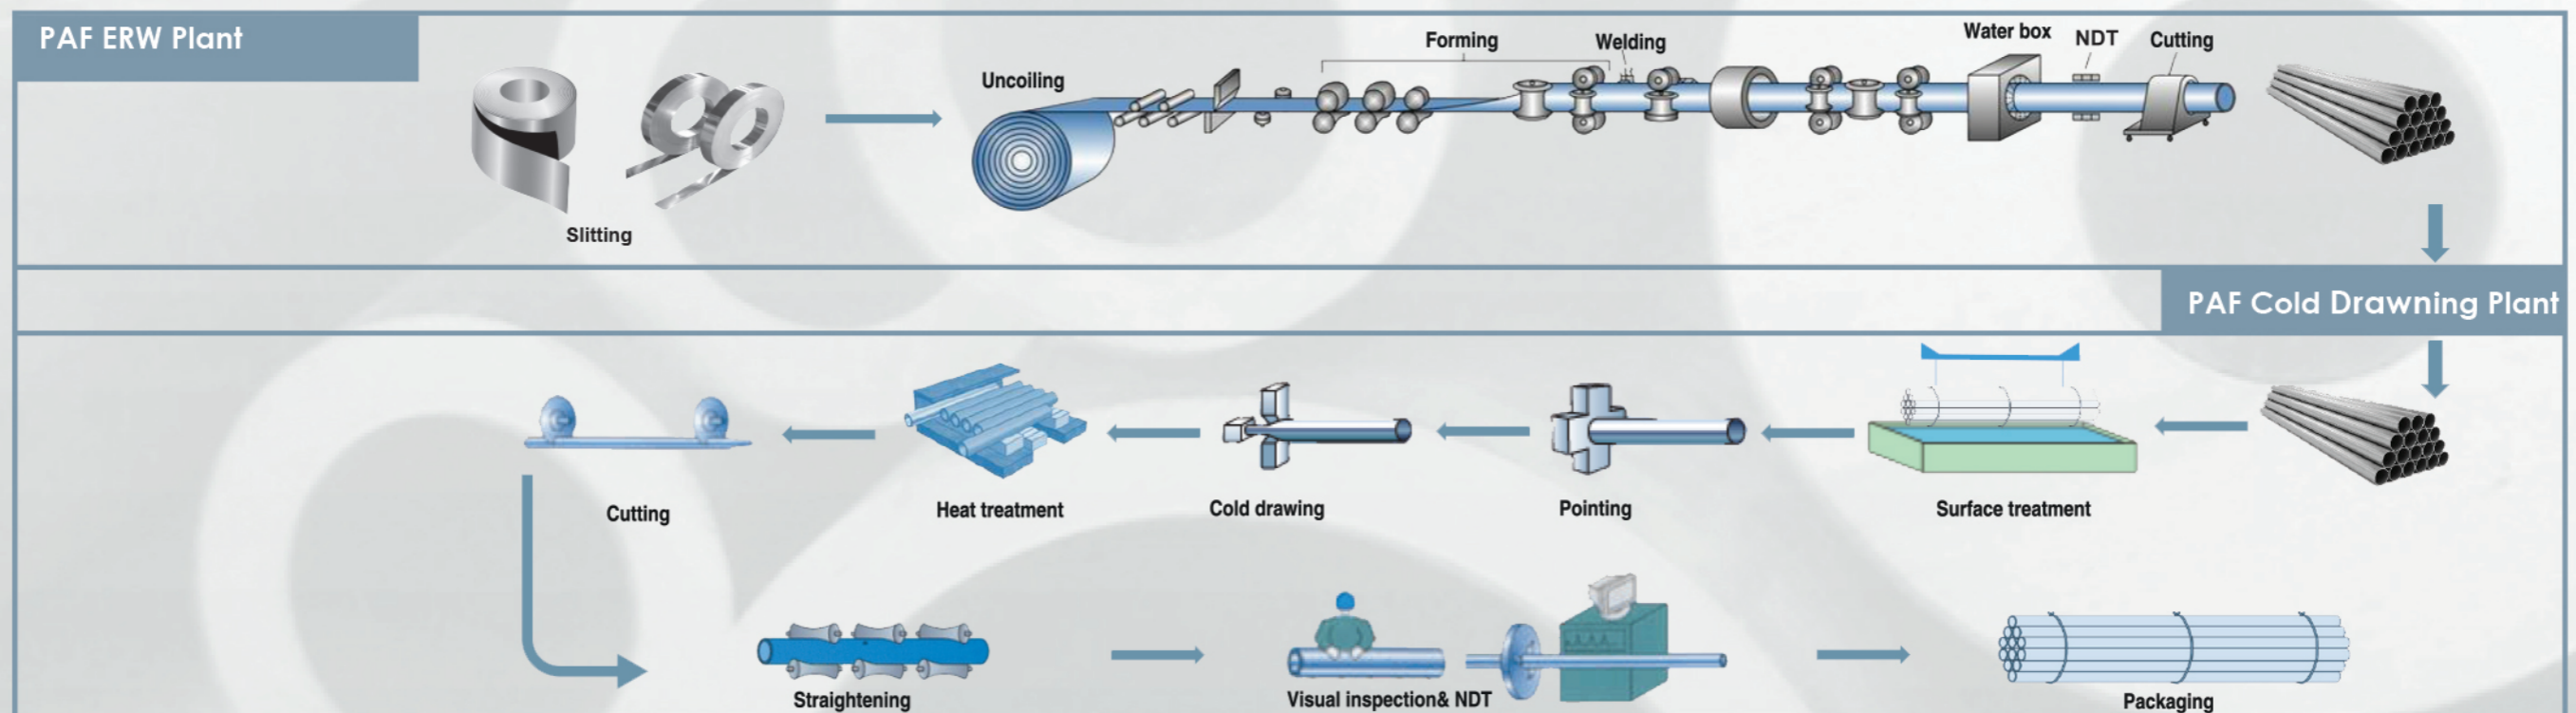 PAF ERW Plant
Slitting
Uncoiling
Forming
Welding
Water box
NDT
Cutting
PAF Cold Drawning Plant
Surface treatment
Pointing
Cold drawing
Heat treatment
Cutting
Straightening
Visual inspection& NDT
Packaging